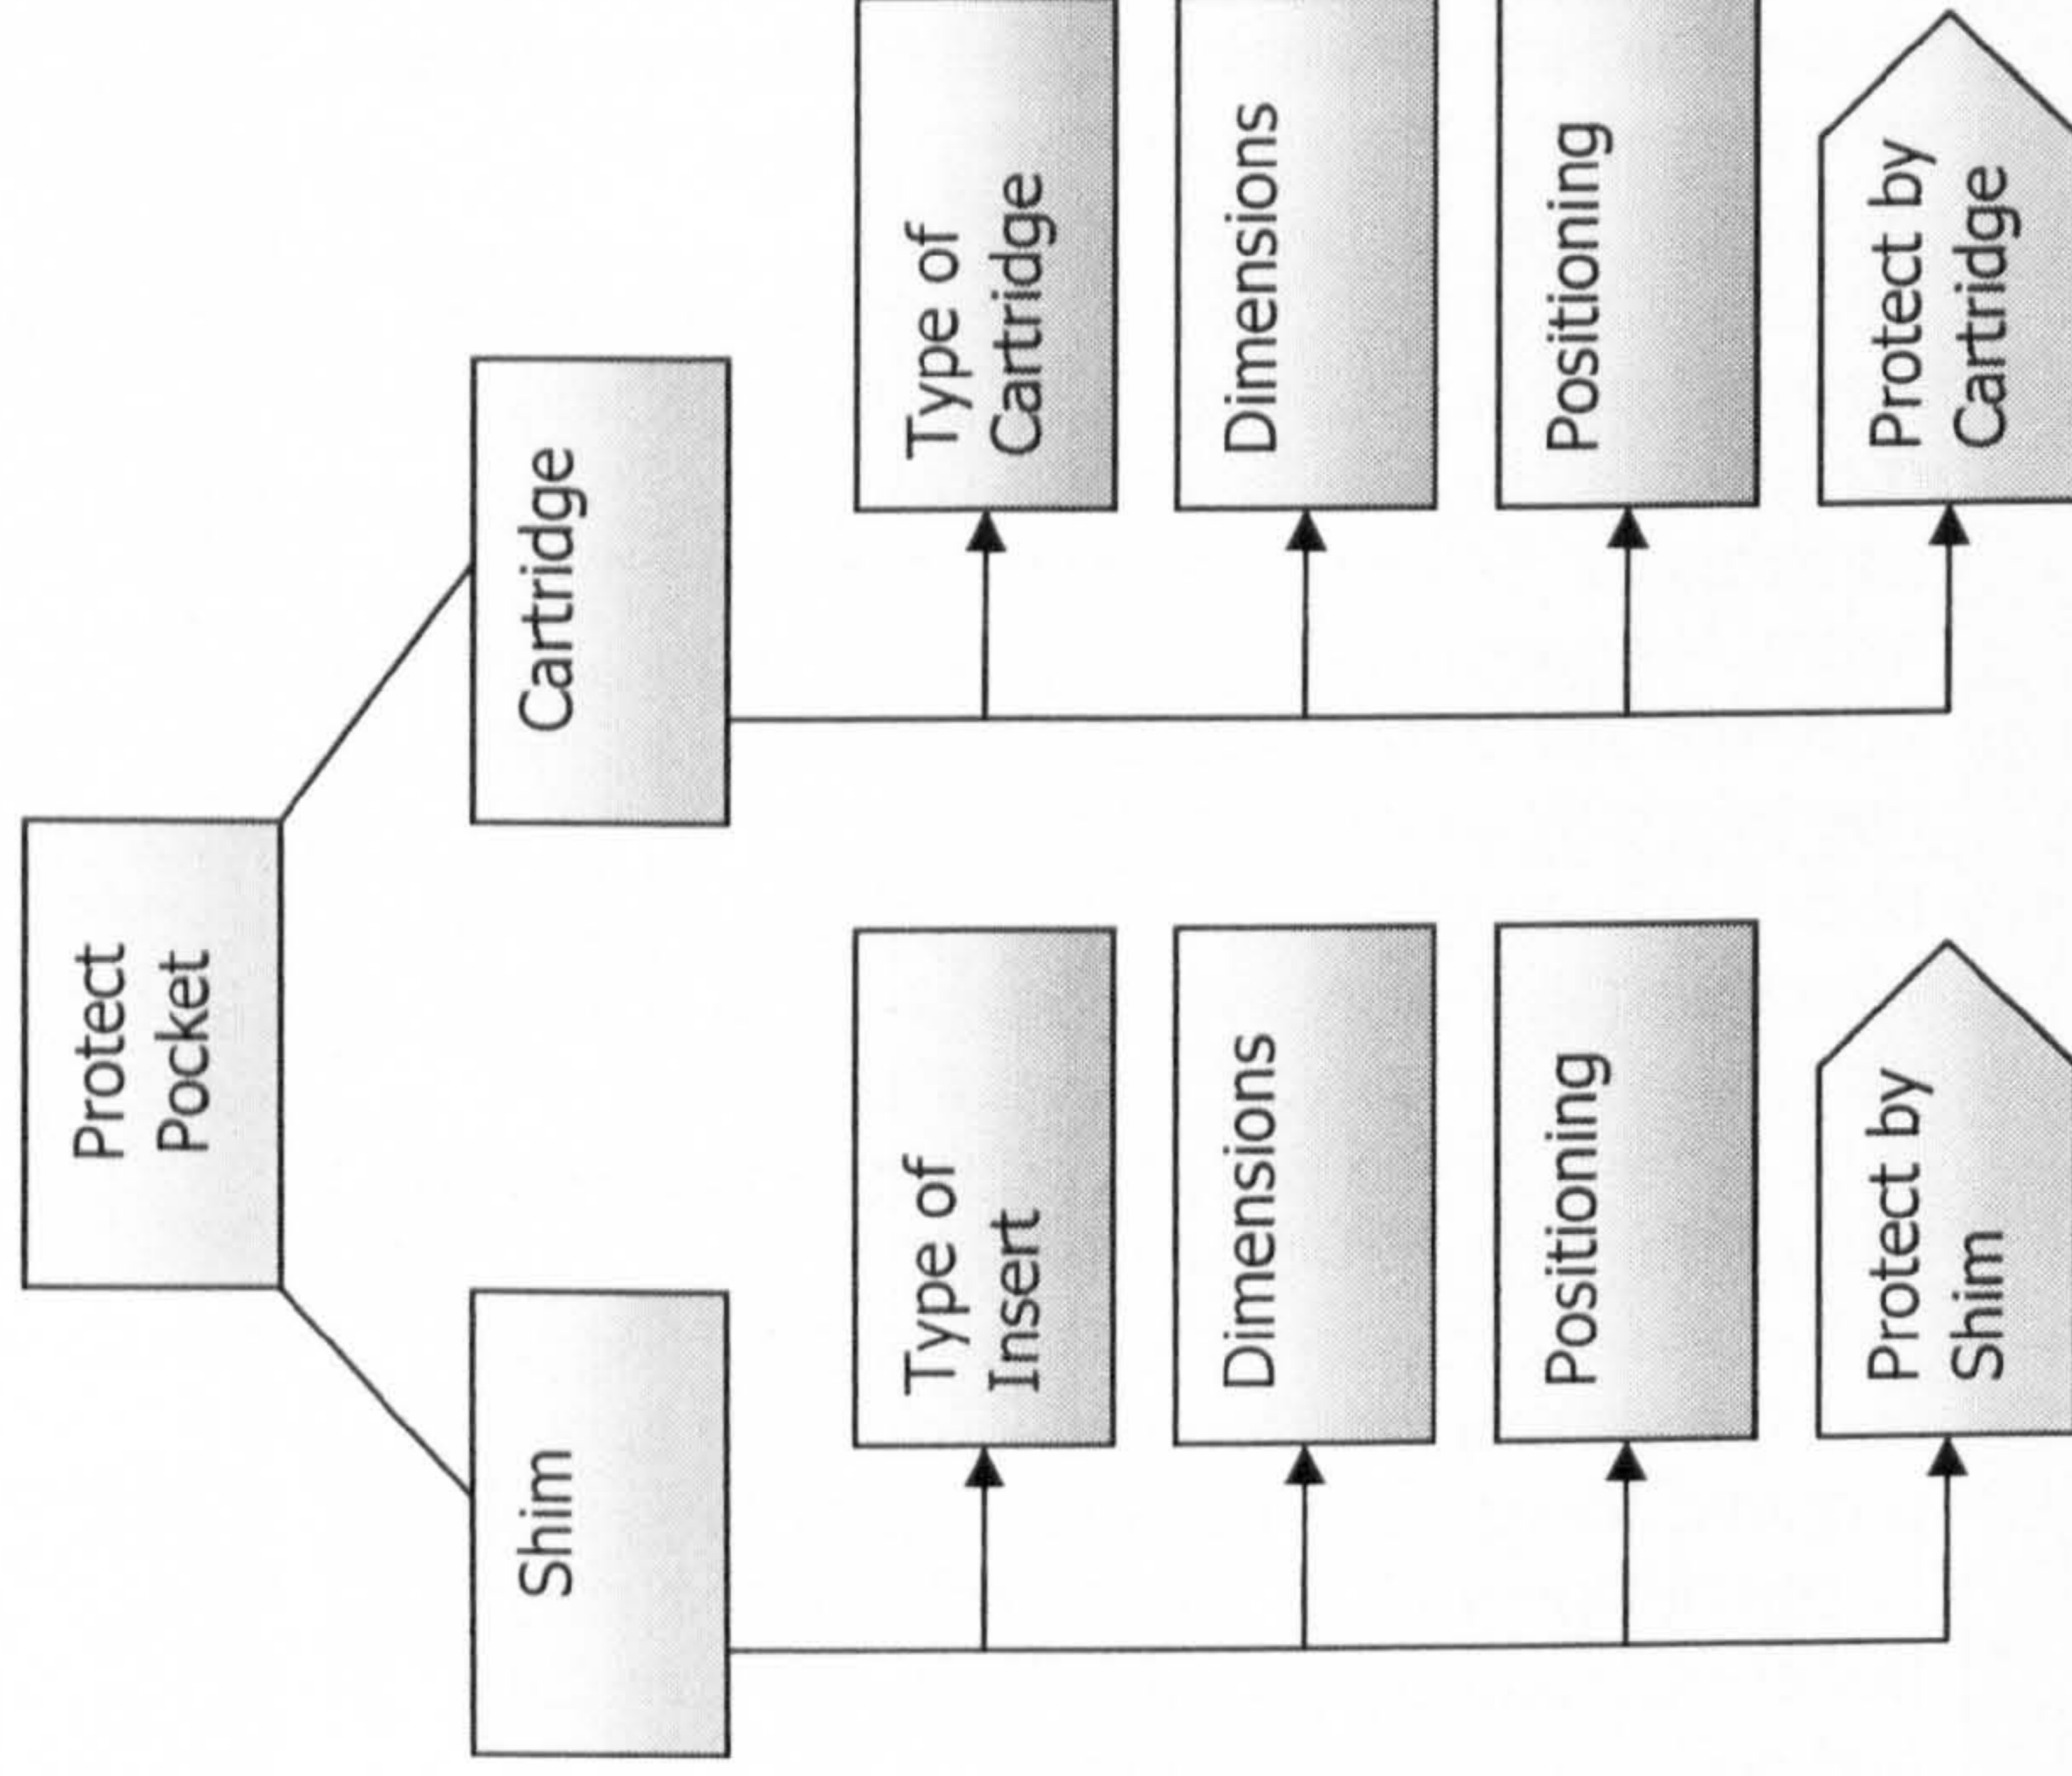 Protect
Pocket
Shim
Cartridge
Type of
Insert
Dimensions
Positioning
Protect by
Shim
Type of
Cartridge
Dimensions
Positioning
Protect by
Cartridge